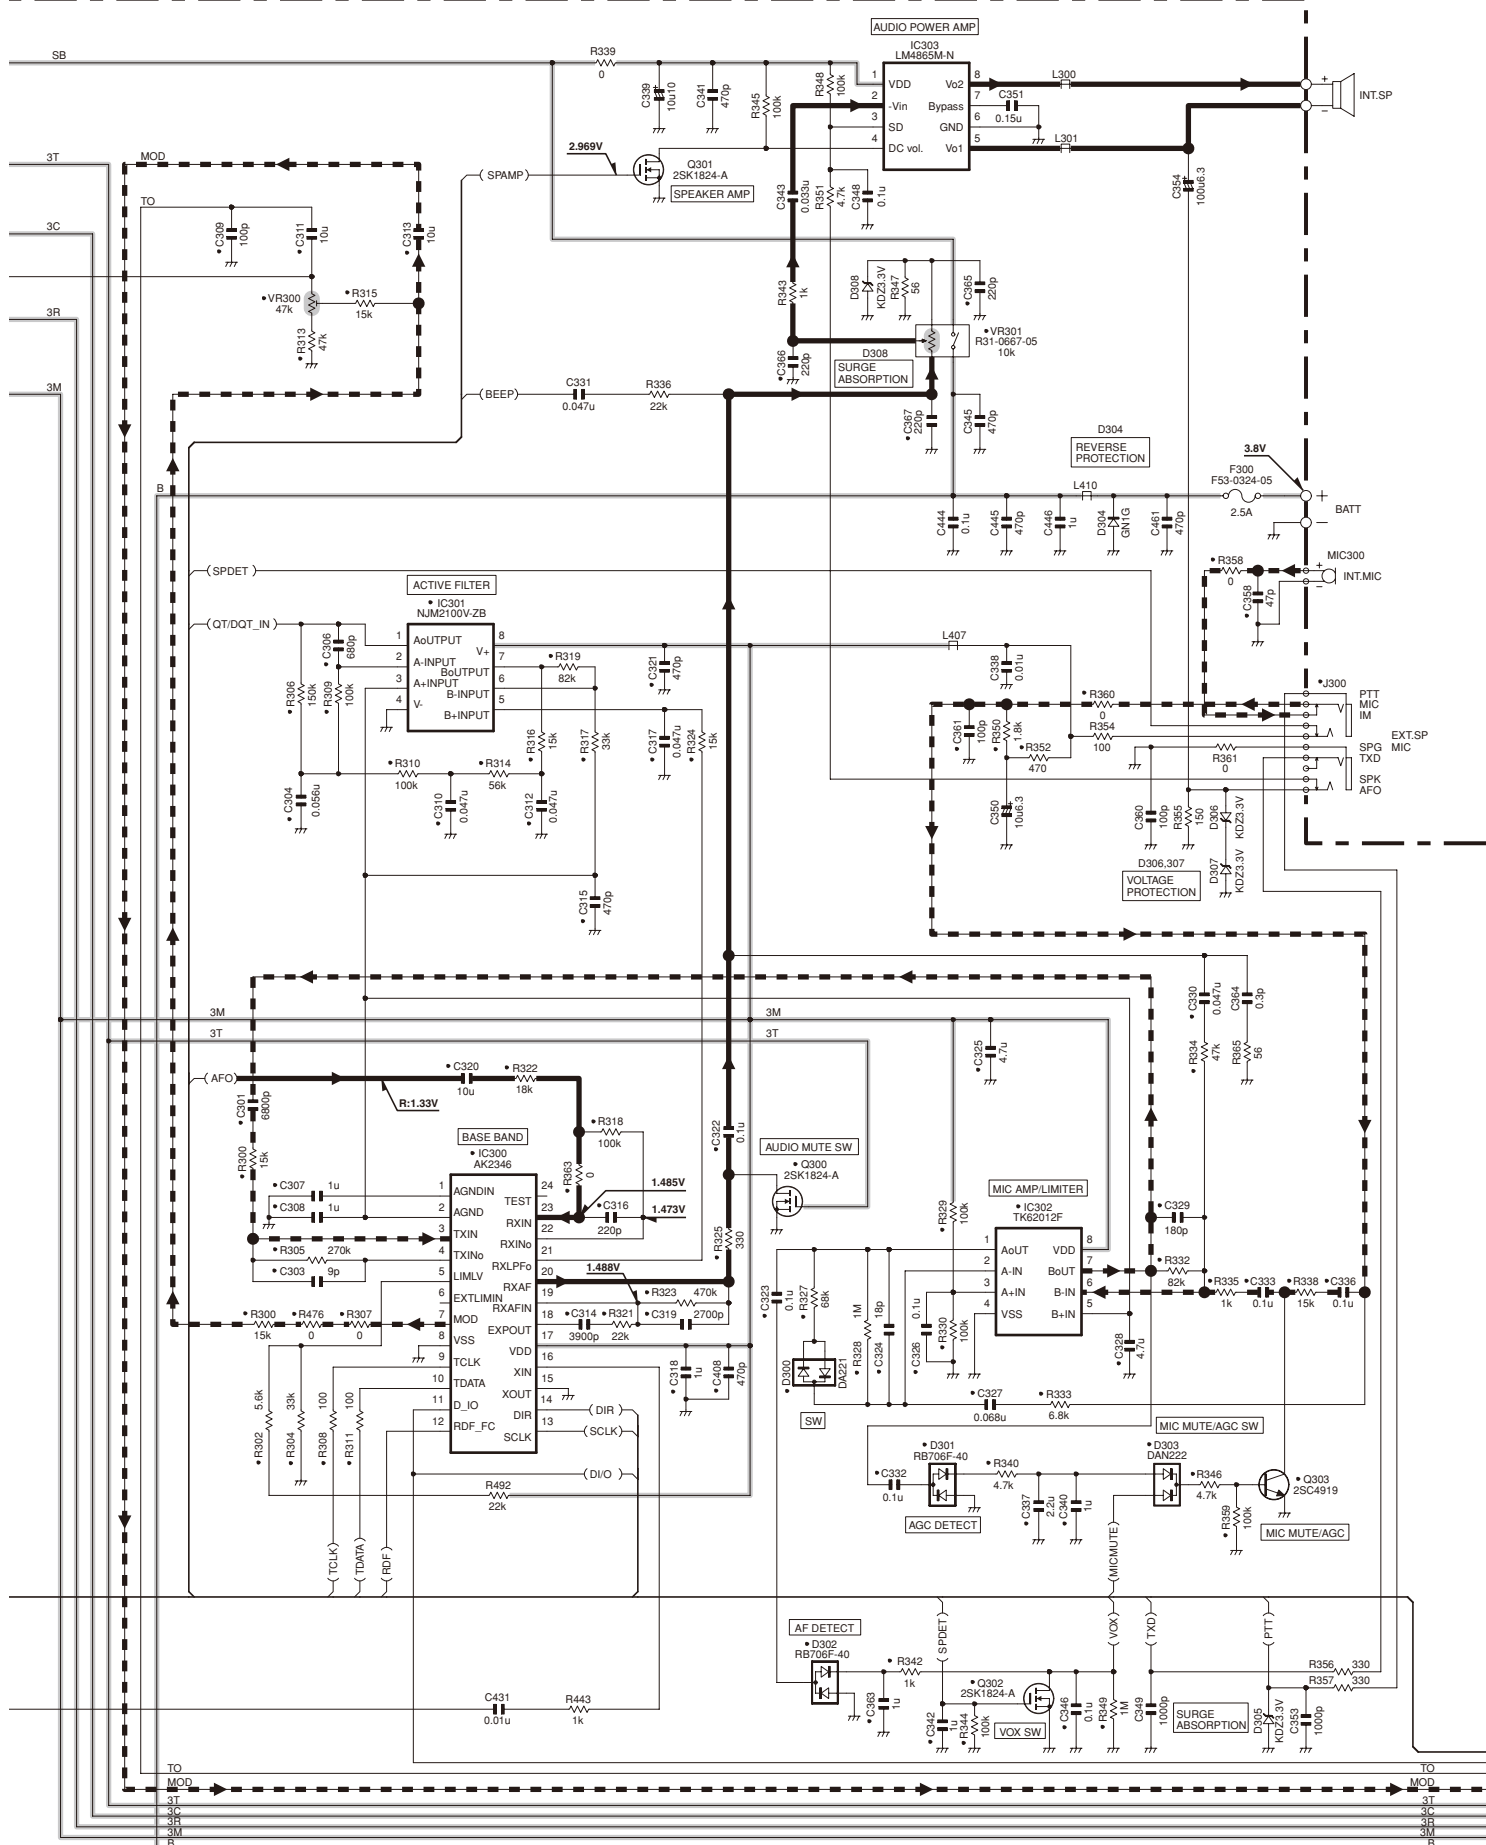 AUDIO POWER AMP
IC303
LM4865M-N
SB
R339
0
C339
10u10
C341
470p
R345
100k
R348
100k
1
VDD
2
-Vin
3
SD
4
DC vol.
8
Vo2
7
Bypass
6
GND
5
Vo1
L300
C351
0.15u
L301
INT.SP
+
−
3T
MOD
2.969V
SPAMP
Q301
2SK1824-A
SPEAKER AMP
C343
0.033u
R351
4.7k
C348
0.1u
C354
100u6.3
TO
C309
100p
C311
10u
C313
10u
3C
VR300
47k
R315
15k
R313
47k
3R
R343
1k
D308
KDZ3.3V
R347
56
C365
220p
VR301
R31-0667-05
10k
C366
220p
D308
SURGE
ABSORPTION
3M
BEEP
C331
0.047u
R336
22k
C367
220p
C345
470p
D304
REVERSE
PROTECTION
3.8V
F300
F53-0324-05
2.5A
B
L410
BATT
+
−
C444
0.1u
C445
470p
C446
1u
D304
GN1G
C461
470p
SPDET
R358
0
MIC300
INT.MIC
+
−
C358
47p
ACTIVE FILTER
IC301
NJM2100V-ZB
QT/DQT_IN
C306
680p
R306
150k
R309
100k
1
AoUTPUT
2
A-INPUT
3
A+INPUT
4
V-
8
V+
7
BoUTPUT
6
B-INPUT
5
B+INPUT
R319
82k
C321
470p
L407
C338
0.01u
R316
15k
R317
33k
C317
0.047u
R324
15k
R310
100k
R314
56k
C304
0.056u
C310
0.047u
C312
0.047u
C315
470p
C361
100p
R350
1.8k
R360
0
R354
100
R352
470
C350
10u6.3
J300
PTT
MIC
IM
EXT.SP
SPG MIC
TXD
SPK
AFO
R361
0
C360
100p
R355
150
D306
KDZ3.3V
D307
KDZ3.3V
D306,307
VOLTAGE
PROTECTION
3M
3M
3T
3T
C330
0.047u
C364
0.3p
R334
47k
R365
56
C325
4.7u
AFO
C320
10u
R322
18k
R:1.33V
C301
6800p
R300
15k
BASE BAND
IC300
AK2346
R318
100k
R363
0
C322
0.1u
AUDIO MUTE SW
Q300
2SK1824-A
1.485V
1.473V
C307
1u
C308
1u
C316
220p
R305
270k
C303
9p
1
AGNDIN
2
AGND
3
TXIN
4
TXINo
5
LIMLV
6
EXTLIMIN
7
MOD
8
VSS
9
TCLK
10
TDATA
11
D_IO
12
RDF_FC
24
TEST
23
RXIN
22
RXINo
21
RXLPFo
20
RXAF
19
RXAFIN
18
EXPOUT
17
VDD
16
XIN
15
XOUT
14
DIR
13
SCLK
1.488V
R325
330
R323
470k
C314
3900p
R321
22k
C319
2700p
R300
15k
R476
0
R307
0
R302
5.6k
R304
33k
R308
100
R311
100
C318
1u
C408
470p
DIR
SCLK
DI/O
R492
22k
MIC AMP/LIMITER
IC302
TK62012F
1
AoUT
2
A-IN
3
A+IN
4
VSS
8
VDD
7
BoUT
6
B-IN
5
B+IN
R329
100k
C329
180p
R332
82k
R335
1k
C333
0.1u
R338
15k
C336
0.1u
C323
0.1u
R327
68k
R328
1M
C324
18p
C326
0.1u
R330
100k
C328
4.7u
D300
DA221
SW
C327
0.068u
R333
6.8k
MIC MUTE/AGC SW
D301
RB706F-40
C332
0.1u
AGC DETECT
R340
4.7k
C337
2.2u
C340
1u
D303
DAN222
R346
4.7k
R359
100k
Q303
2SC4919
MIC MUTE/AGC
TCLK
TDATA
RDF
MICMUTE
AF DETECT
D302
RB706F-40
SPDET
VOX
TXD
PTT
R342
1k
C363
1u
Q302
2SK1824-A
VOX SW
C342
1u
R344
100k
C346
0.1u
R349
1M
C349
1000p
SURGE
ABSORPTION
D305
KDZ3.3V
C353
1000p
R356
330
R357
330
C431
0.01u
R443
1k
TO
TO
MOD
MOD
3T
3T
3C
3C
3R
3R
3M
3M
B
B